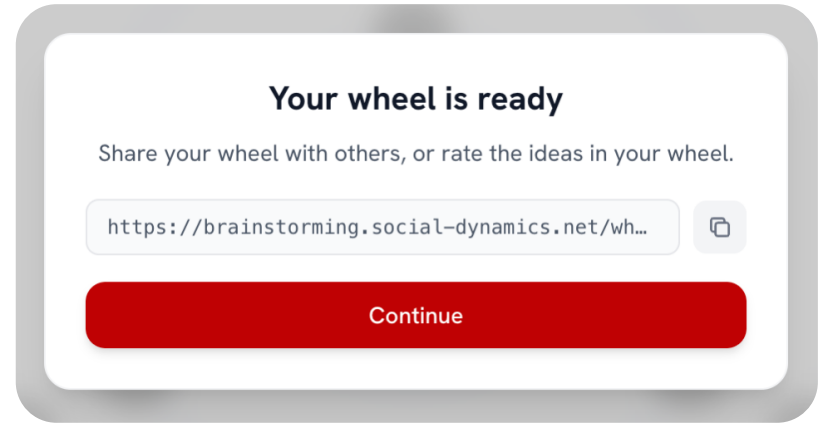 Your wheel is ready
Share your wheel with others, or rate the ideas in your wheel.
https://brainstorming.social-dynamics.net/wh…
Continue